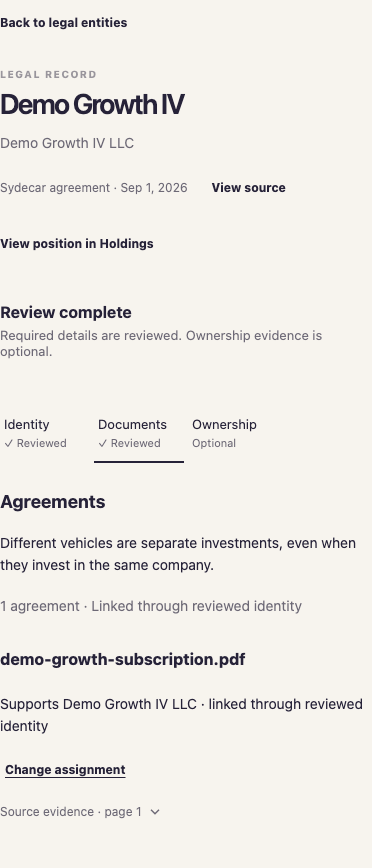 Back to legal entities
LEGAL RECORD
Demo Growth IV
Demo Growth IV LLC
Sydecar agreement · Sep 1, 2026 View source
View position in Holdings
Review complete
Required details are reviewed. Ownership evidence is
optional.
Identity Documents Ownership
✓ Reviewed ✓ Reviewed Optional
Agreements
Different vehicles are separate investments, even when
they invest in the same company.
1 agreement · Linked through reviewed identity
demo-growth-subscription.pdf
Supports Demo Growth IV LLC · linked through reviewed
identity
Change assignment
Source evidence · page 1